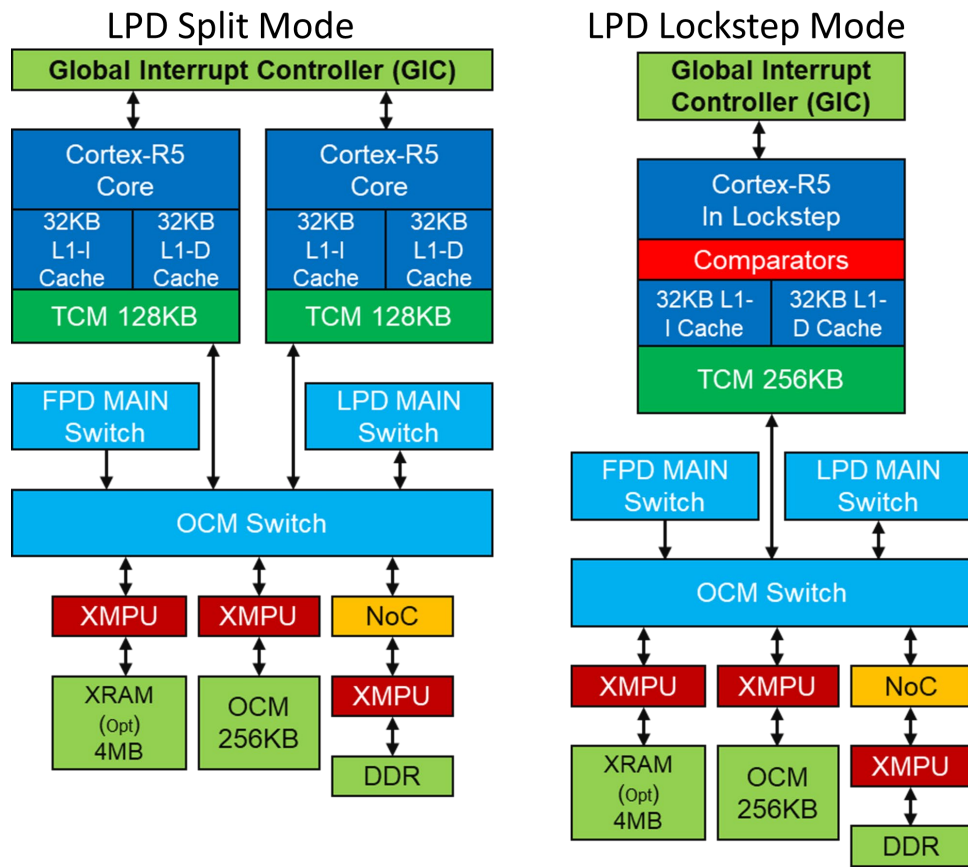 LPD Split Mode
Global Interrupt Controller (GIC)
Cortex-R5
Core
32KB
L1-I
Cache
32KB
L1-D
Cache
TCM 128KB
Cortex-R5
Core
32KB
L1-I
Cache
32KB
L1-D
Cache
TCM 128KB
FPD MAIN
Switch
LPD MAIN
Switch
OCM Switch
XMPU
XMPU
NoC
XRAM
(Opt)
4MB
OCM
256KB
XMPU
DDR
LPD Lockstep Mode
Global Interrupt
Controller (GIC)
Cortex-R5
In Lockstep
Comparators
32KB L1-
I Cache
32KB L1-
D Cache
TCM 256KB
FPD MAIN
Switch
LPD MAIN
Switch
OCM Switch
XMPU
XMPU
NoC
XRAM
(Opt)
4MB
OCM
256KB
XMPU
DDR